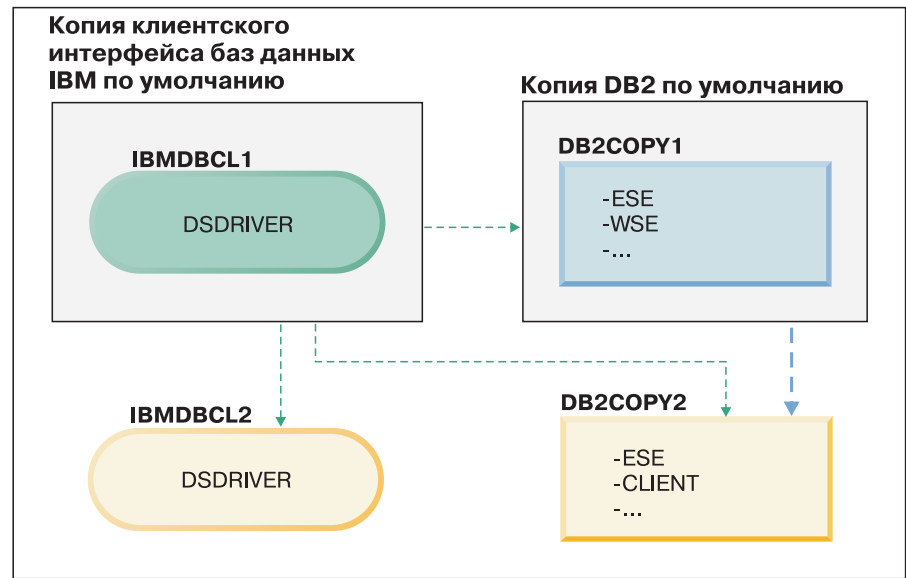 Копия клиентского
интерфейса баз данных
IBM по умолчанию
IBMDBCL1
DSDRIVER
Копия DB2 по умолчанию
DB2COPY1
-ESE
-WSE
-...
IBMDBCL2
DSDRIVER
DB2COPY2
-ESE
-CLIENT
-...